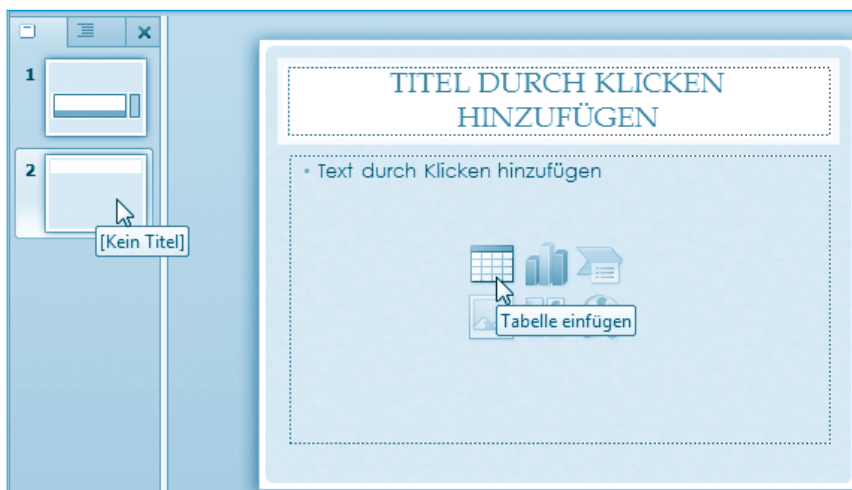 1
2
[Kein Titel]
TITEL DURCH KLICKEN
HINZUFÜGEN
• Text durch Klicken hinzufügen
Tabelle einfügen